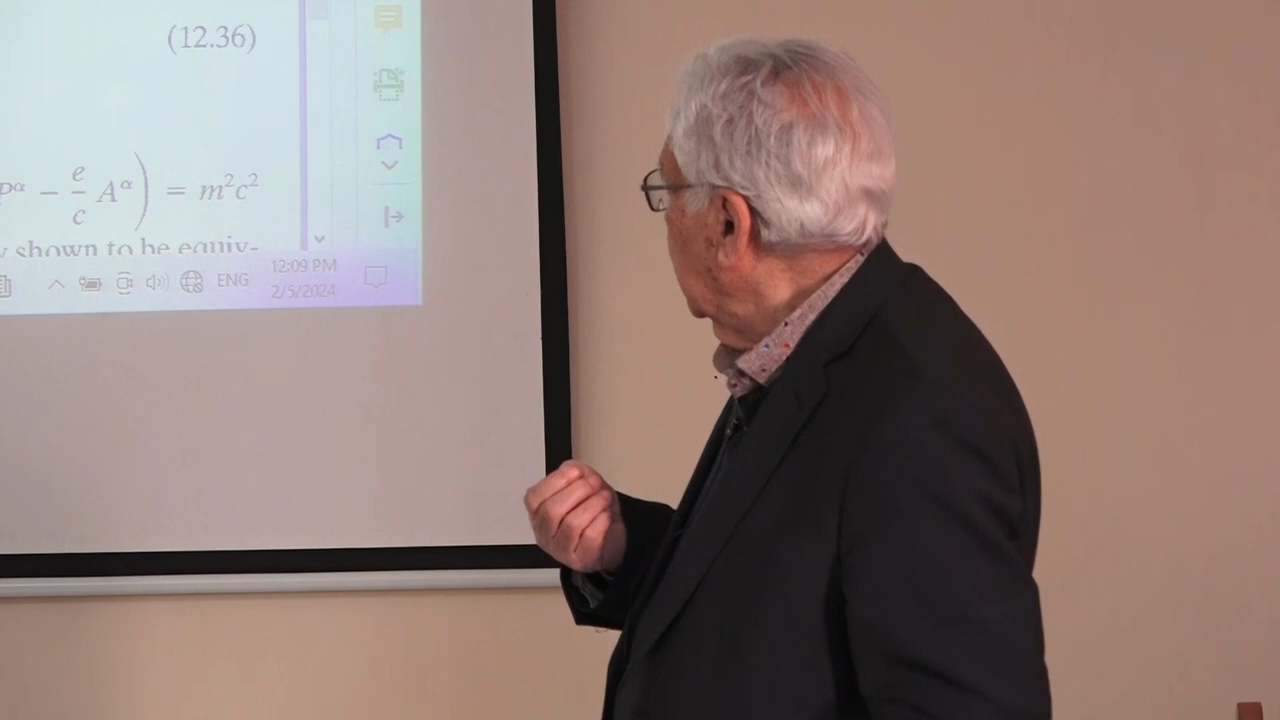 (12.36)
P^α − e/c A^α) = m²c²
shown to be equiv-
ENG
12:09 PM
2/5/2024